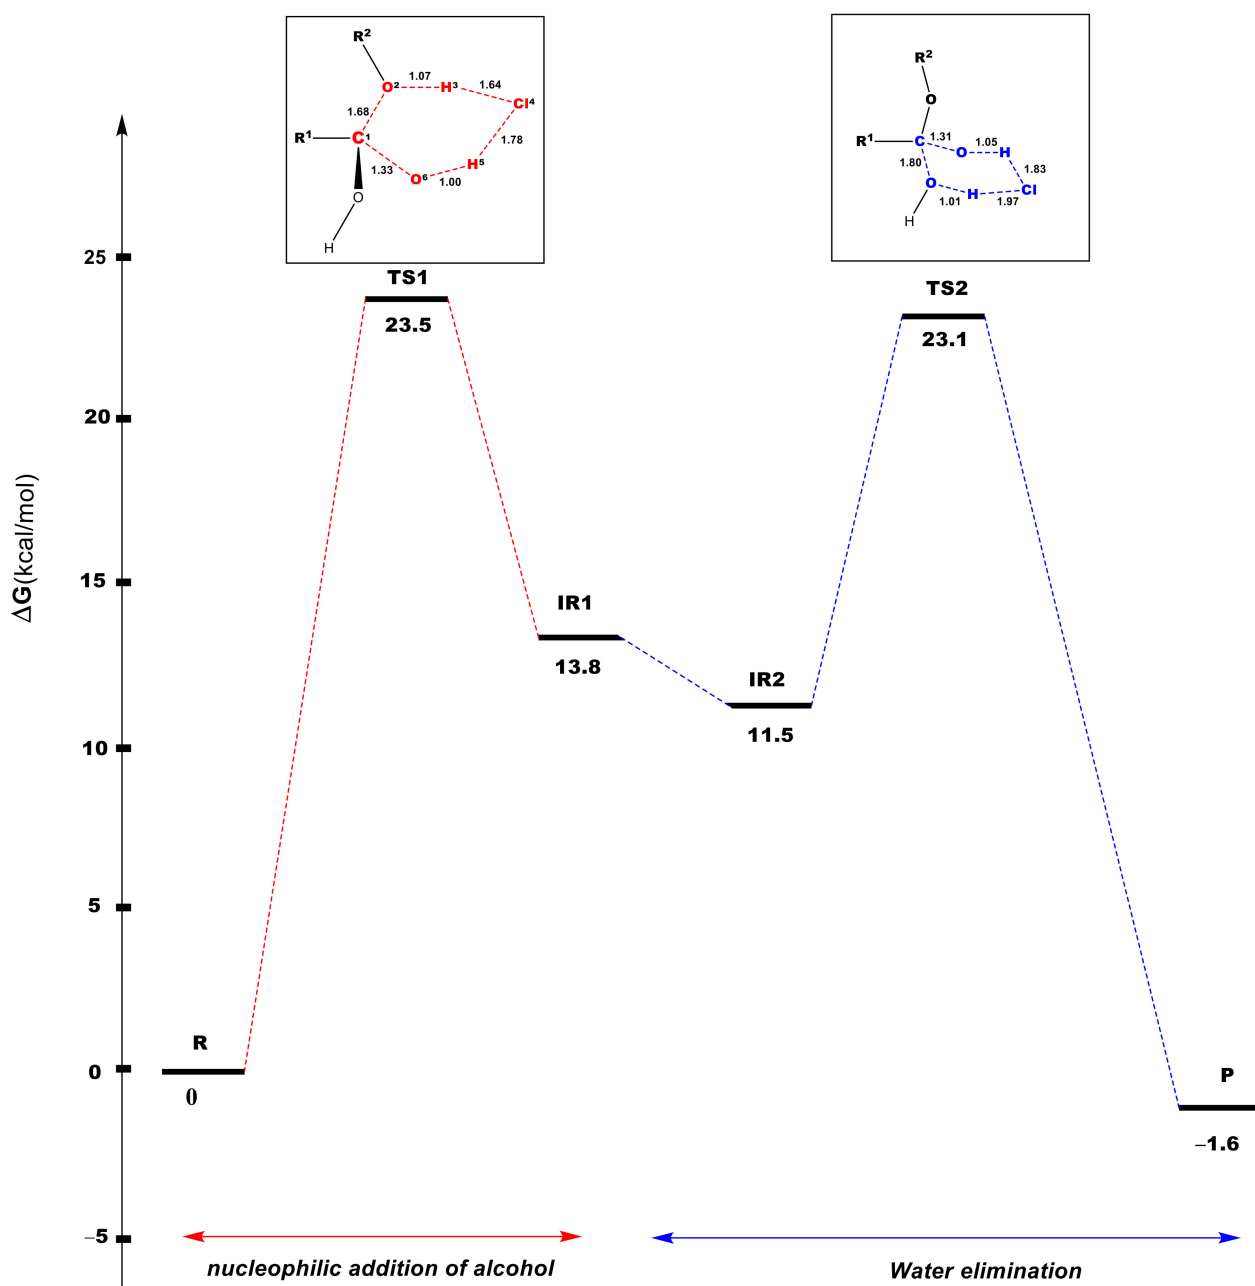 R²
O² 1.07 H³ 1.64 Cl⁴
1.68
R¹ C¹ 1.78
1.33 H⁵
O⁶ 1.00
O
H
R²
O
R¹ C 1.31 O 1.05 H
1.80 1.83
O 1.01 H 1.97 Cl
H
25
20
15
10
5
0
−5
ΔG(kcal/mol)
TS1
23.5
TS2
23.1
IR1
13.8
IR2
11.5
R
0
P
−1.6
nucleophilic addition of alcohol
Water elimination